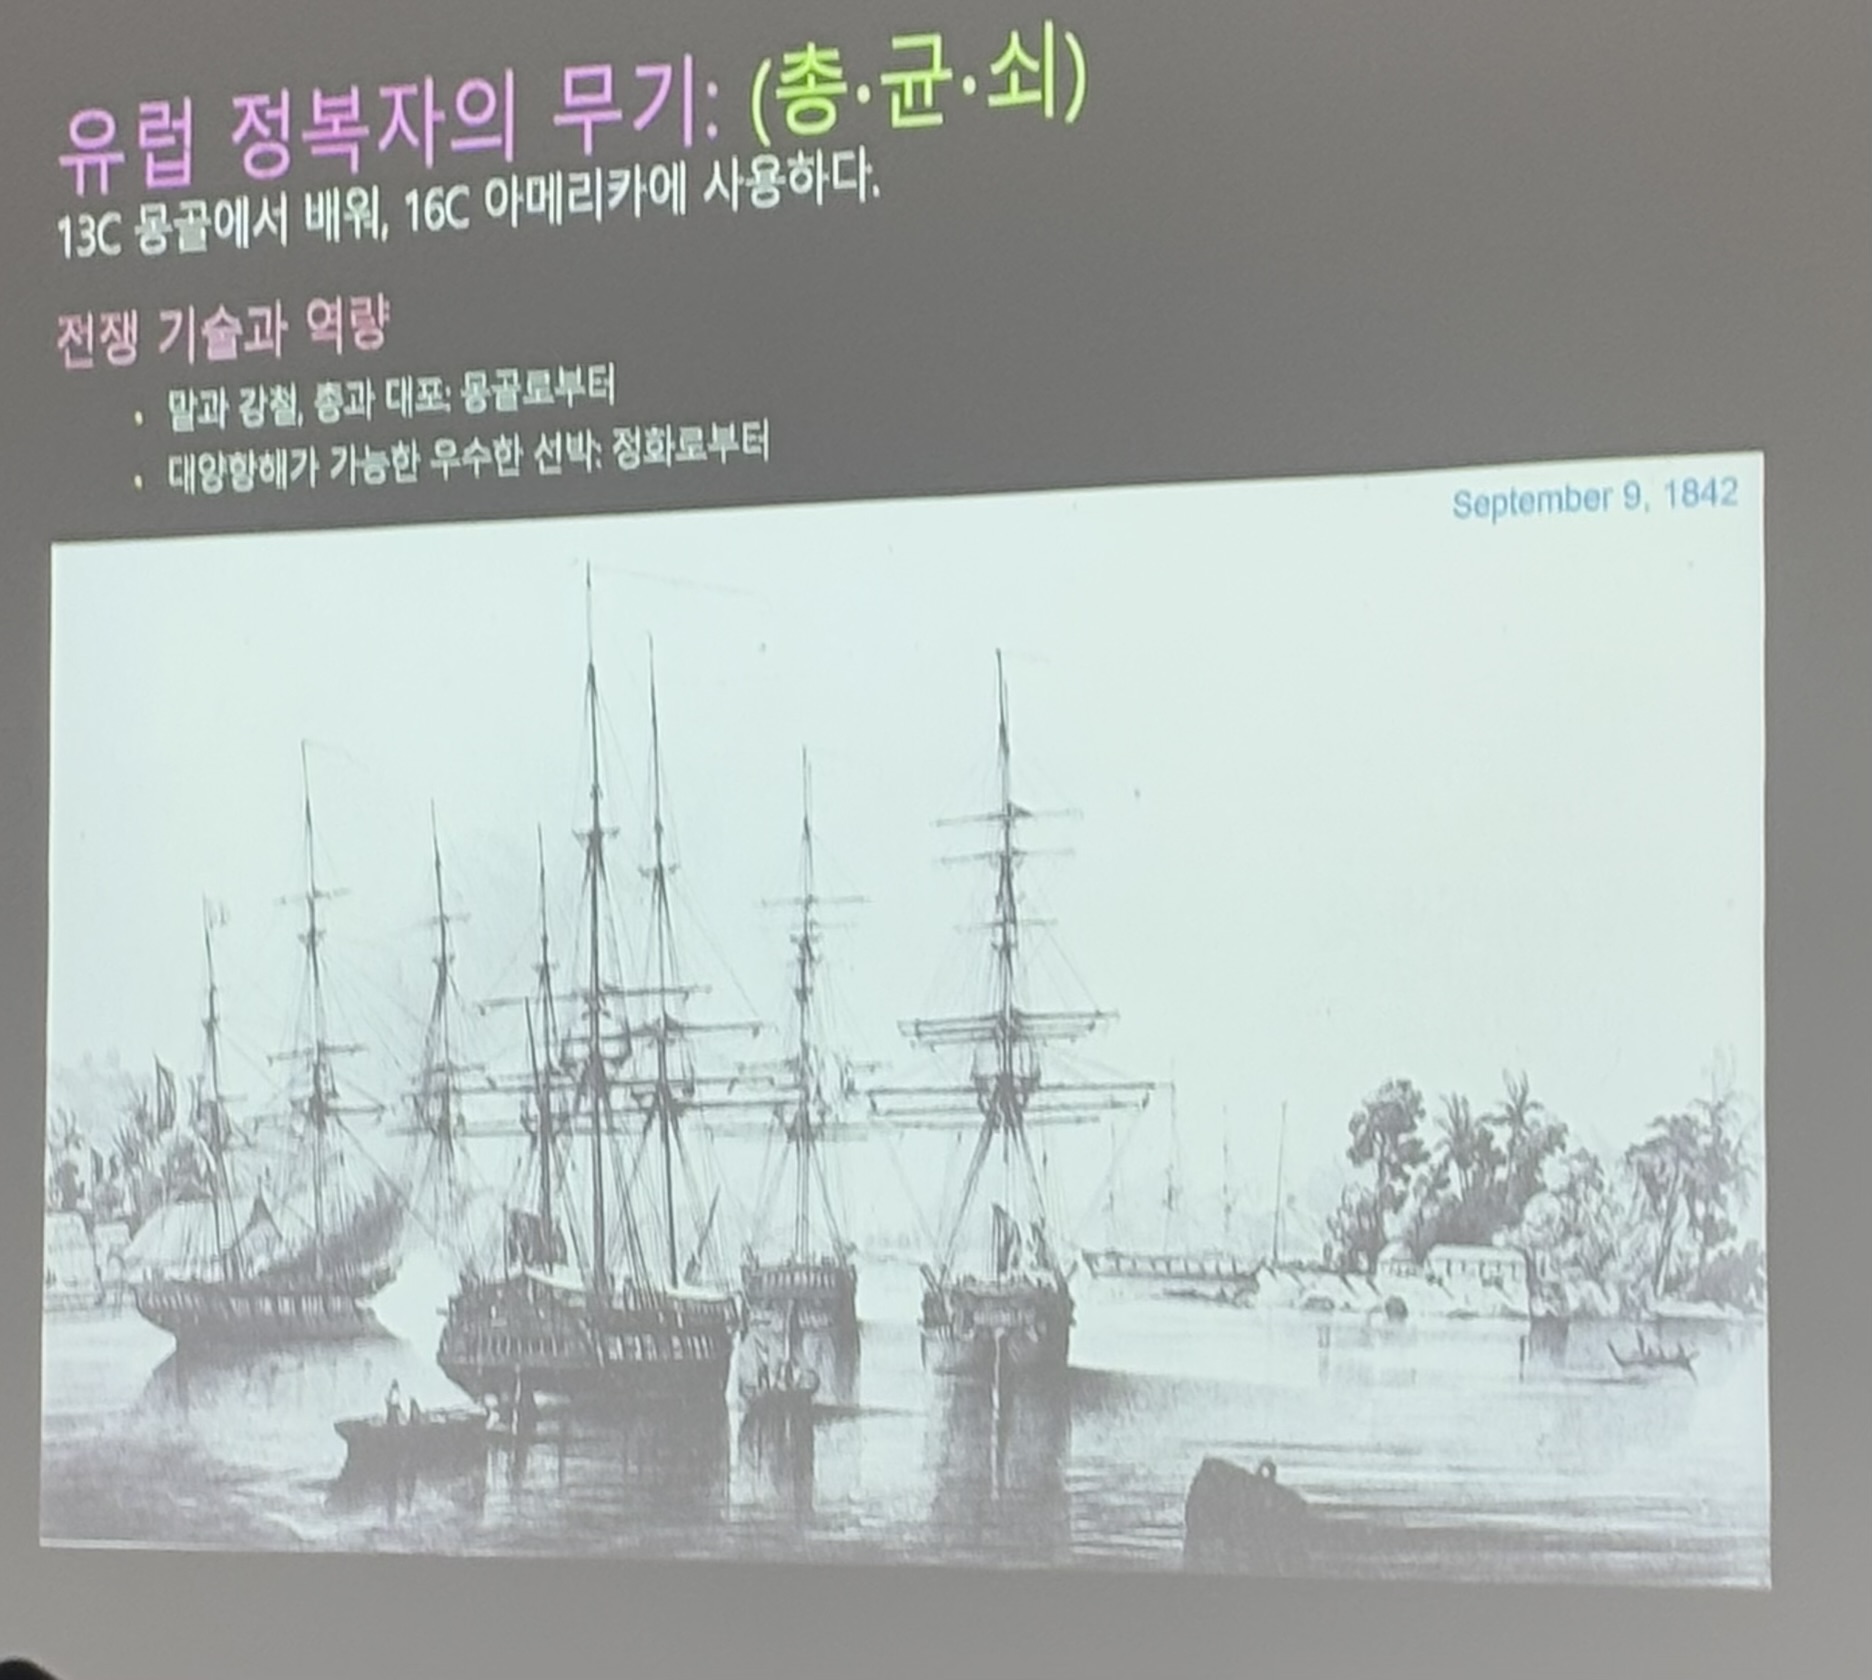 유럽 정복자의 무기: (총·균·쇠)
13C 몽골에서 배워, 16C 아메리카에 사용하다.
전쟁 기술과 역량
• 말과 강철, 총과 대포: 몽골로부터
• 대양항해가 가능한 우수한 선박: 정화로부터
September 9, 1842